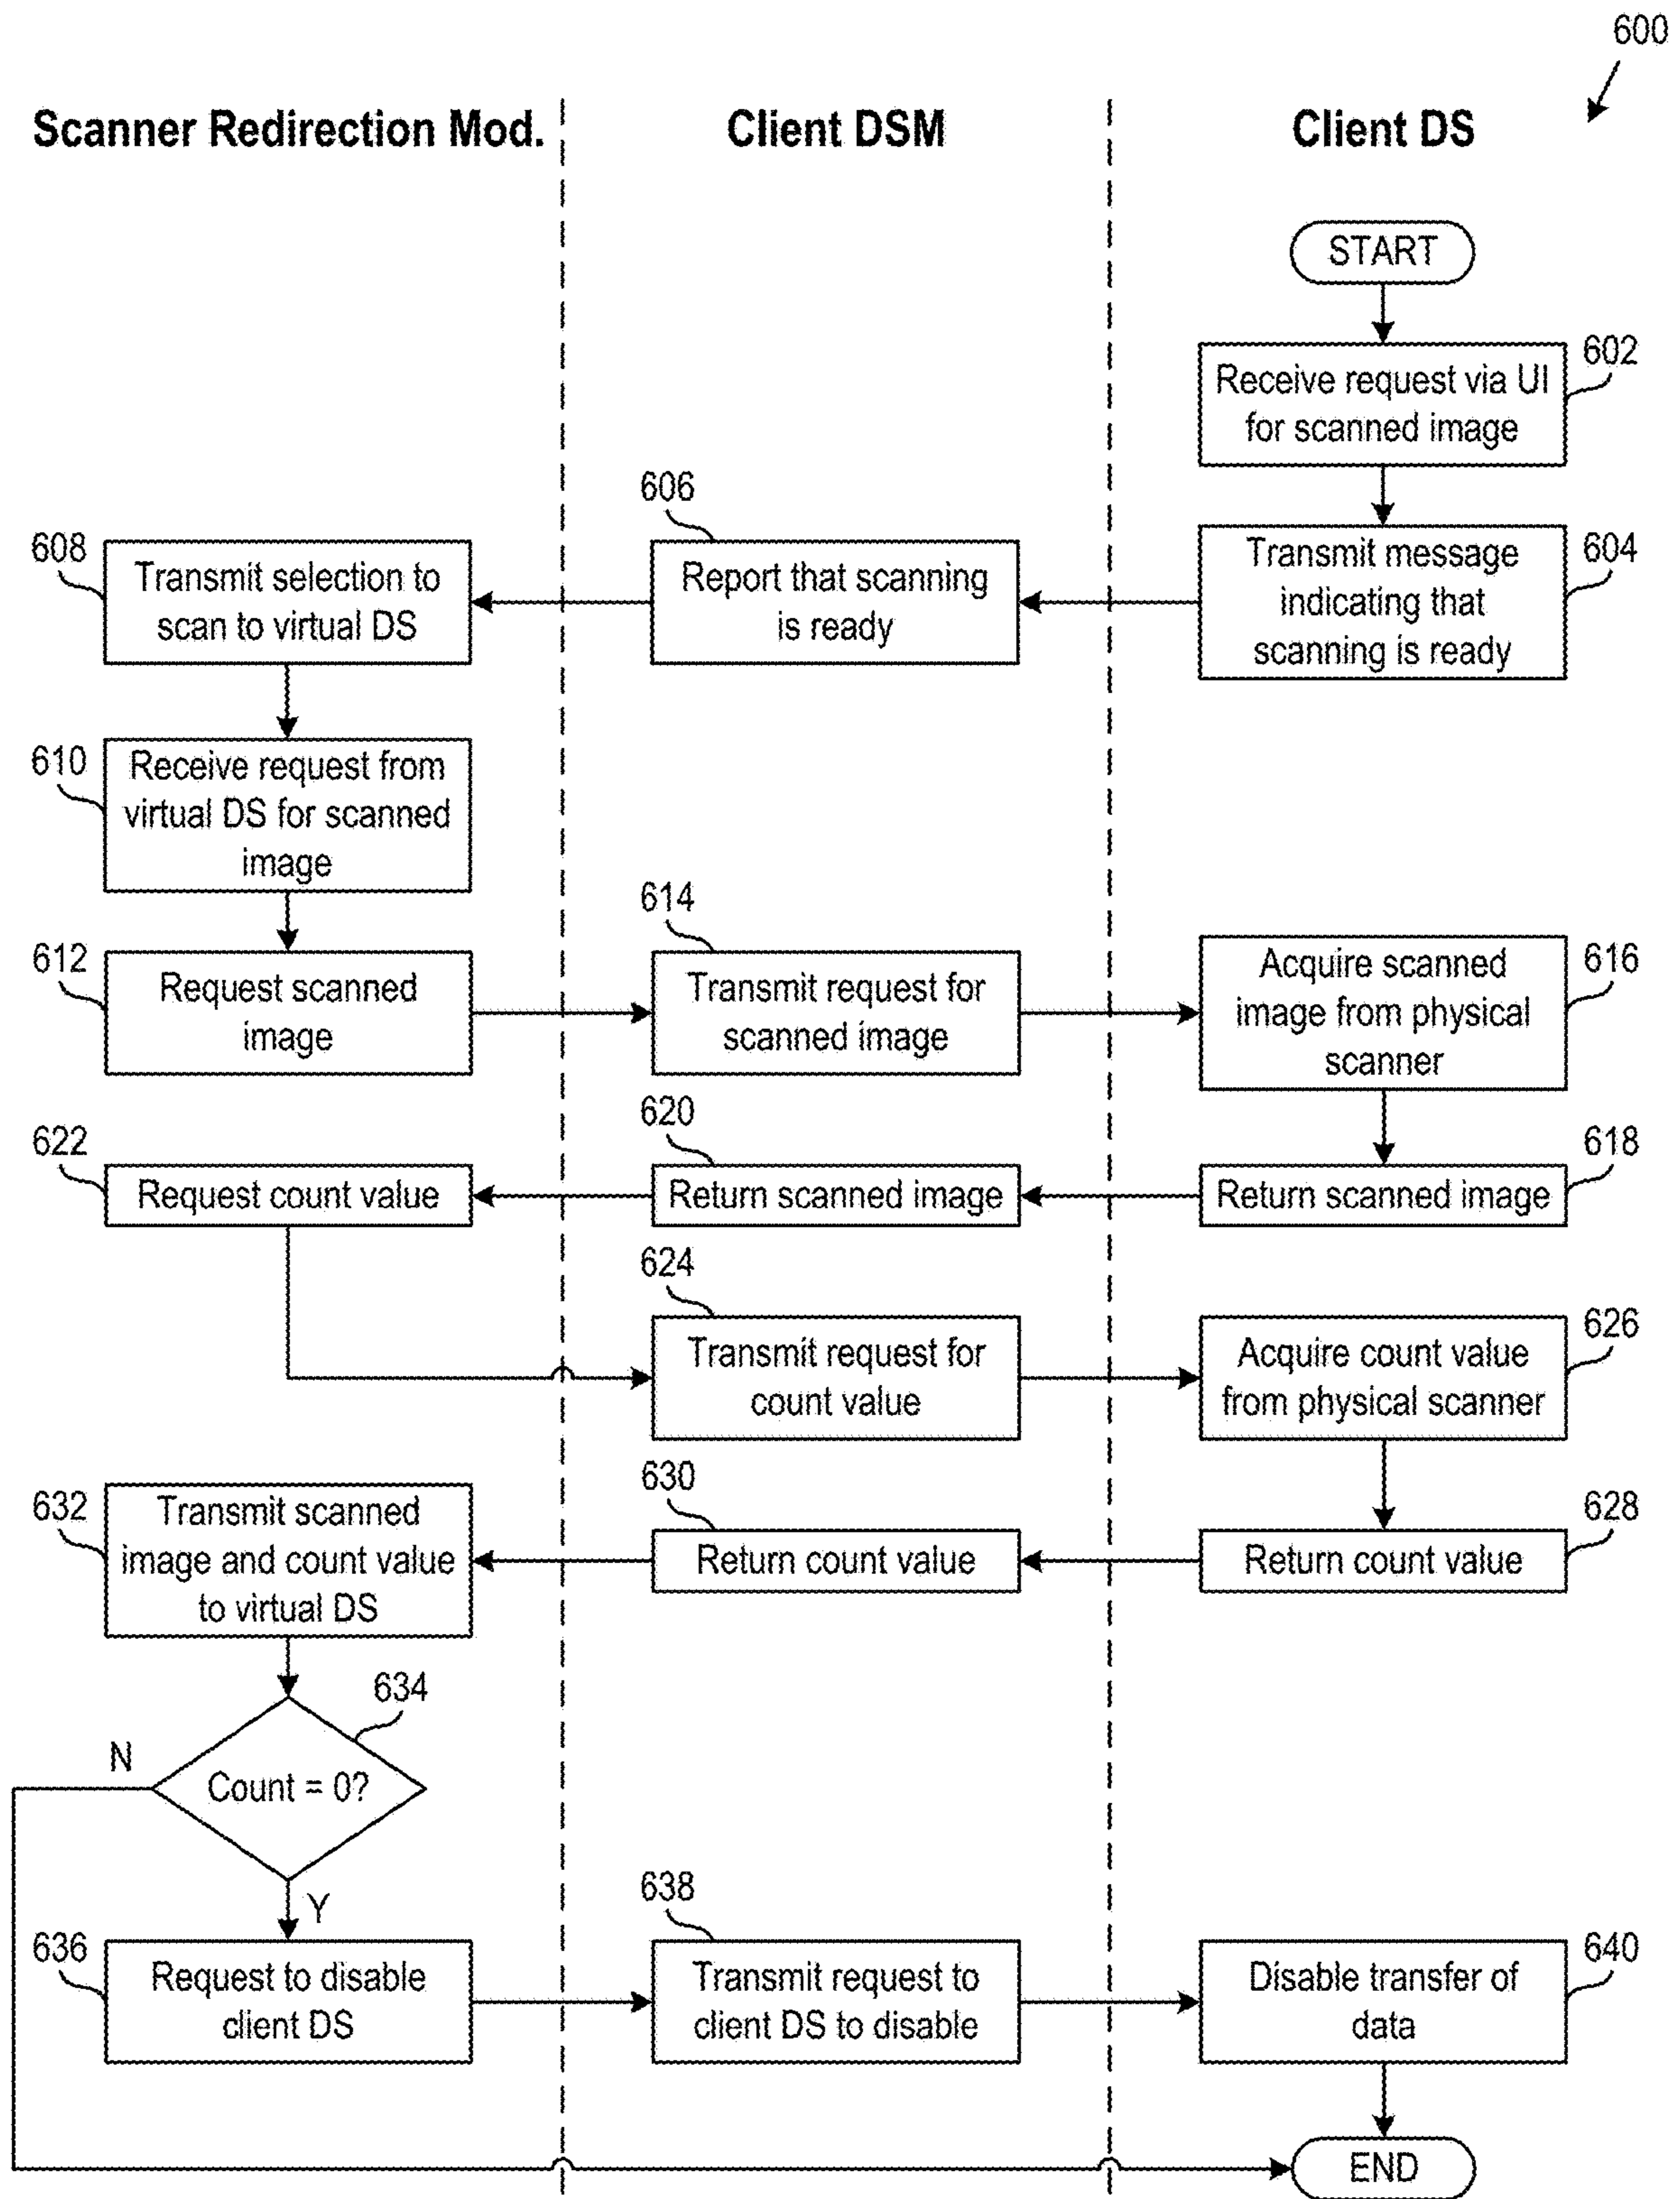 600
Scanner Redirection Mod.
Client DSM
Client DS
START
602
Receive request via UI
for scanned image
604
Transmit message
indicating that
scanning is ready
606
Report that scanning
is ready
608
Transmit selection to
scan to virtual DS
610
Receive request from
virtual DS for scanned
image
612
Request scanned
image
614
Transmit request for
scanned image
616
Acquire scanned
image from physical
scanner
618
Return scanned image
620
Return scanned image
622
Request count value
624
Transmit request for
count value
626
Acquire count value
from physical scanner
628
Return count value
630
Return count value
632
Transmit scanned
image and count value
to virtual DS
634
Count = 0?
N
Y
636
Request to disable
client DS
638
Transmit request to
client DS to disable
640
Disable transfer of
data
END